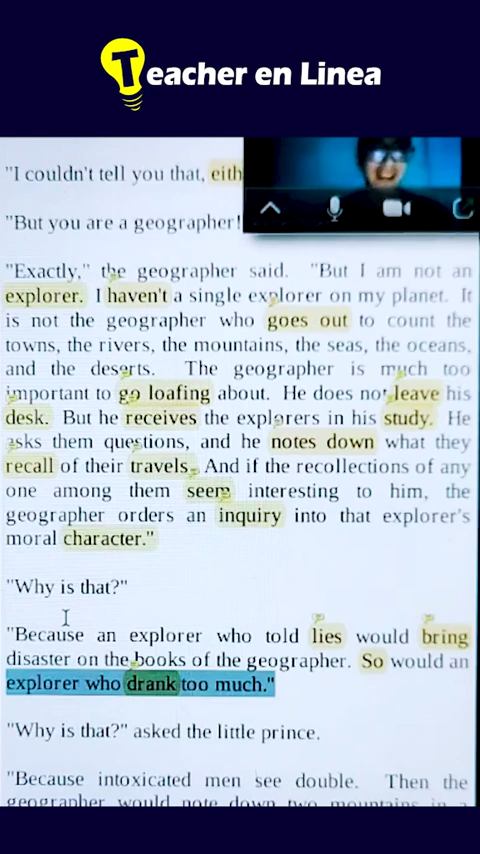 Teacher en Linea
"I couldn't tell you that, eith
"But you are a geographer!
"Exactly," the geographer said. "But I am not an
explorer. I haven't a single explorer on my planet. It
is not the geographer who goes out to count the
towns, the rivers, the mountains, the seas, the oceans,
and the deserts. The geographer is much too
important to go loafing about. He does not leave his
desk. But he receives the explorers in his study. He
asks them questions, and he notes down what they
recall of their travels. And if the recollections of any
one among them seem interesting to him, the
geographer orders an inquiry into that explorer's
moral character."
"Why is that?"
"Because an explorer who told lies would bring
disaster on the books of the geographer. So would an
explorer who drank too much."
"Why is that?" asked the little prince.
"Because intoxicated men see double. Then the
geographer would note down two mountains in a